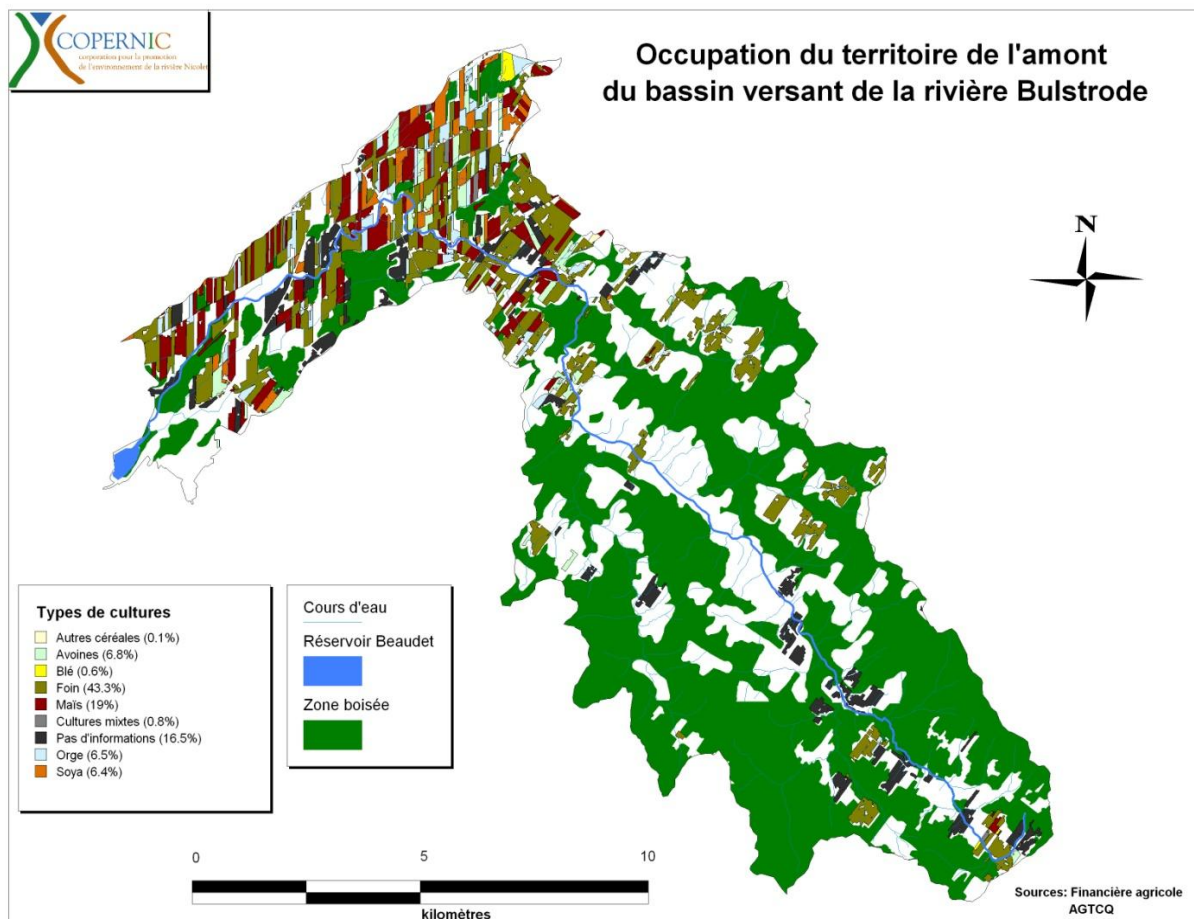 COPERNIC
corporation pour la promotion
de l'environnement de la rivière Nicolet
Occupation du territoire de l'amont
du bassin versant de la rivière Bulstrode
N
Types de cultures
Autres céréales (0.1%)
Avoines (6.8%)
Blé (0.6%)
Foin (43.3%)
Maïs (19%)
Cultures mixtes (0.8%)
Pas d'informations (16.5%)
Orge (6.5%)
Soya (6.4%)
Cours d'eau
Réservoir Beaudet
Zone boisée
0 5 10
kilomètres
Sources: Financière agricole
AGTCQ